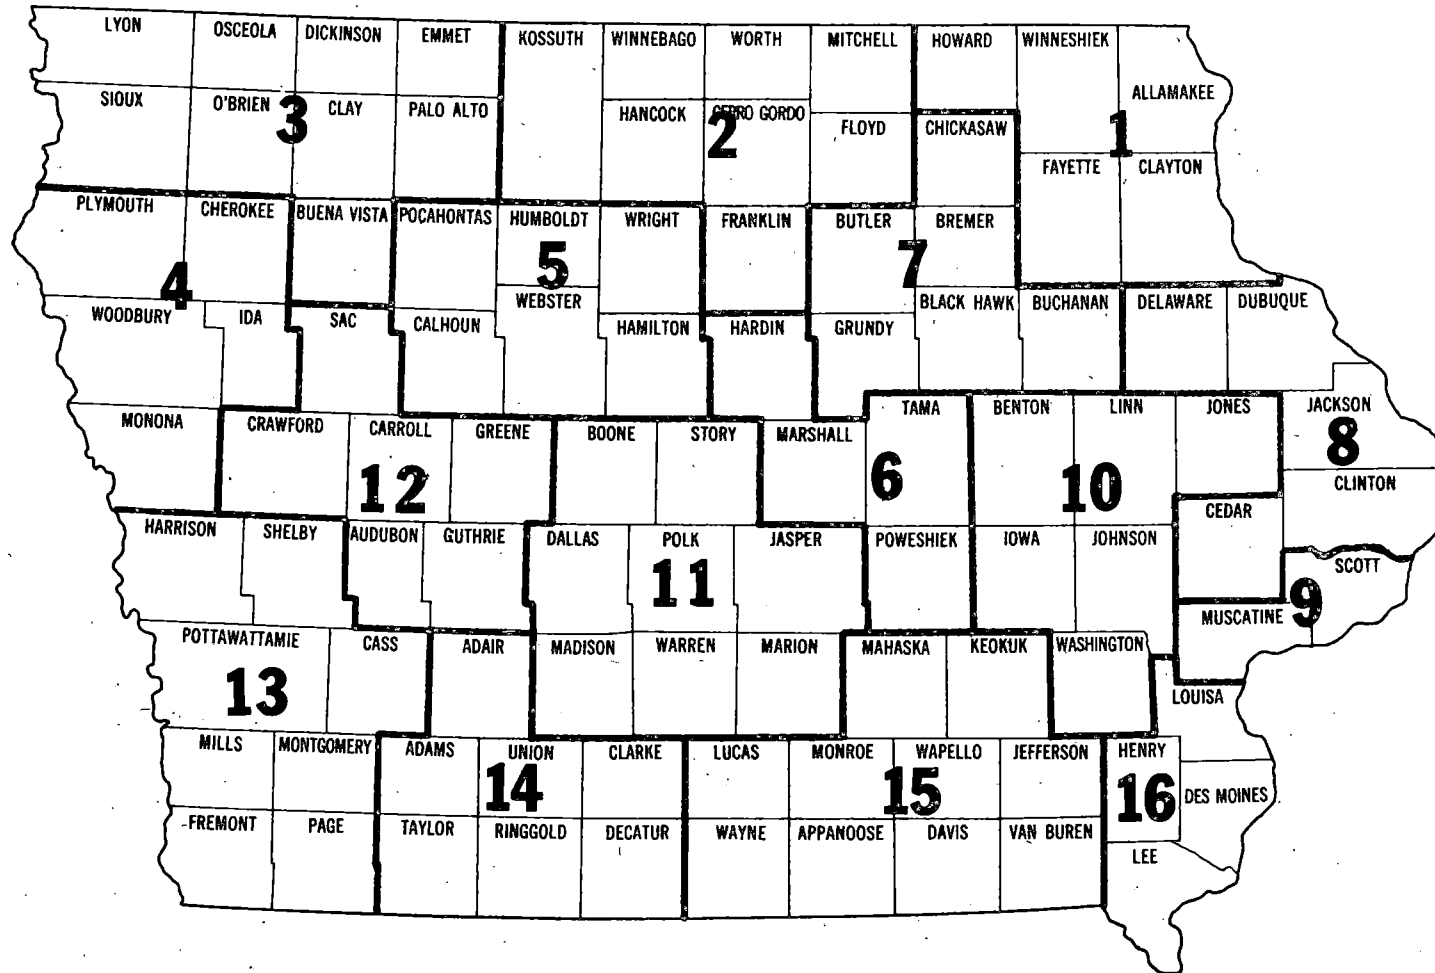 LYON OSCEOLA DICKINSON EMMET KOSSUTH WINNEBAGO WORTH MITCHELL HOWARD WINNESHIEK
ALLAMAKEE
SIOUX O'BRIEN 3 CLAY PALO ALTO HANCOCK CERRO GORDO 2 FLOYD CHICKASAW 1
FAYETTE CLAYTON
PLYMOUTH CHEROKEE BUENA VISTA POCAHONTAS HUMBOLDT WRIGHT FRANKLIN BUTLER BREMER
4 5 7
WOODBURY IDA SAC CALHOUN WEBSTER HAMILTON HARDIN GRUNDY BLACK HAWK BUCHANAN DELAWARE DUBUQUE
MONONA CRAWFORD CARROLL GREENE BOONE STORY MARSHALL TAMA BENTON LINN JONES JACKSON
12 6 10 8
CLINTON
HARRISON SHELBY AUDUBON GUTHRIE DALLAS POLK JASPER POWESHIEK IOWA JOHNSON CEDAR
SCOTT
11 9
MUSCATINE
POTTAWATTAMIE CASS ADAIR MADISON WARREN MARION MAHASKA KEOKUK WASHINGTON
13
LOUISA
MILLS MONTGOMERY ADAMS UNION CLARKE LUCAS MONROE WAPELLO JEFFERSON HENRY
14 15 16
DES MOINES
FREMONT PAGE TAYLOR RINGGOLD DECATUR WAYNE APPANOOSE DAVIS VAN BUREN
LEE